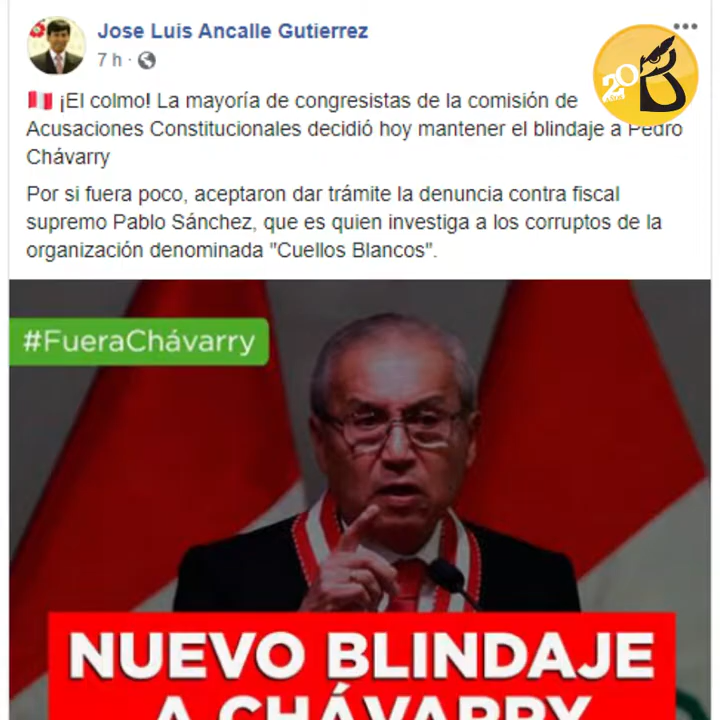 Jose Luis Ancalle Gutierrez
7 h
20
B
¡El colmo! La mayoría de congresistas de la comisión de
Acusaciones Constitucionales decidió hoy mantener el blindaje a Pedro
Chávarry
Por si fuera poco, aceptaron dar trámite la denuncia contra fiscal
supremo Pablo Sánchez, que es quien investiga a los corruptos de la
organización denominada "Cuellos Blancos".
#FueraChávarry
NUEVO BLINDAJE
A CHÁVARRY